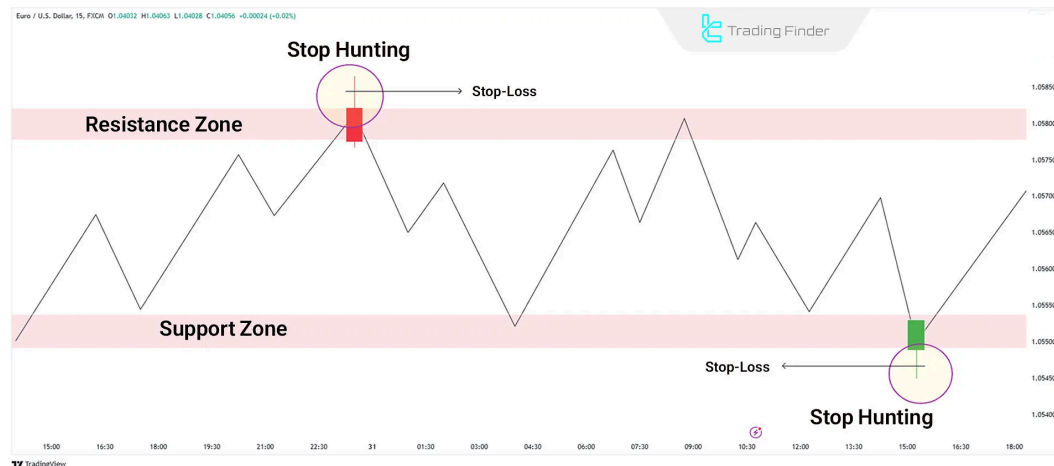 Euro / U.S. Dollar, 15, FXCM O1.04032 H1.04063 L1.04028 C1.04056 +0.00024 (+0.02%)
Trading Finder
Stop Hunting
Stop-Loss
Resistance Zone
Support Zone
Stop-Loss
Stop Hunting
1.05850
1.05800
1.05750
1.05700
1.05650
1.05600
1.05550
1.05500
1.05450
1.05400
15:00 16:30 18:00 19:30 21:00 22:30 31 01:30 03:00 04:30 06:00 07:30 09:00 10:30 12:00 13:30 15:00 16:30 18:00
TradingView